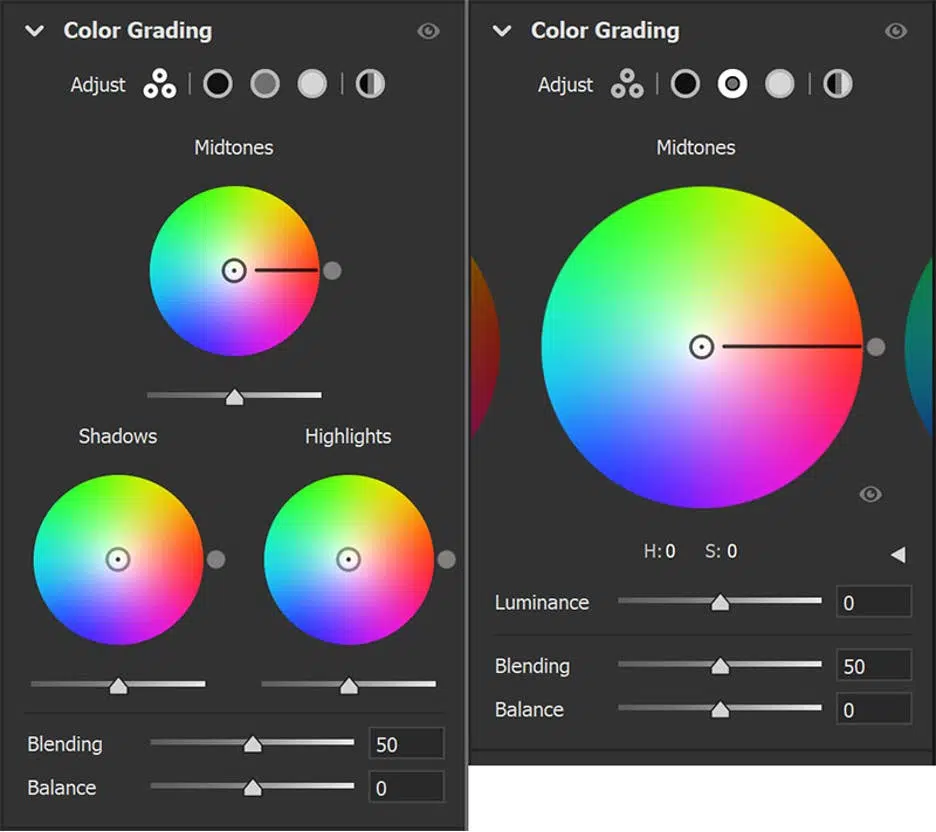 Color Grading
Adjust
Midtones
Shadows
Highlights
Blending 50
Balance 0
Color Grading
Adjust
Midtones
H: 0 S: 0
Luminance 0
Blending 50
Balance 0